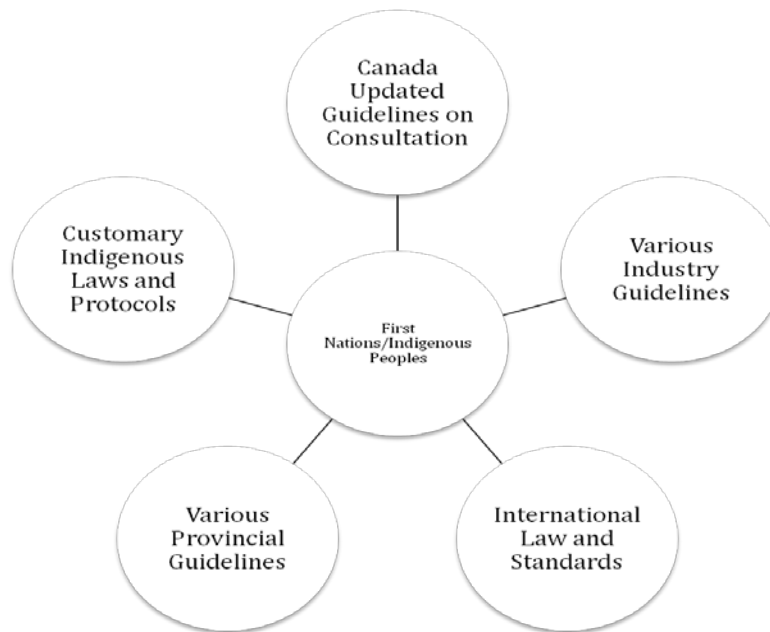 Canada
Updated
Guidelines on
Consultation
Customary
Indigenous
Laws and
Protocols
Various
Industry
Guidelines
First
Nations/Indigenous
Peoples
Various
Provincial
Guidelines
International
Law and
Standards